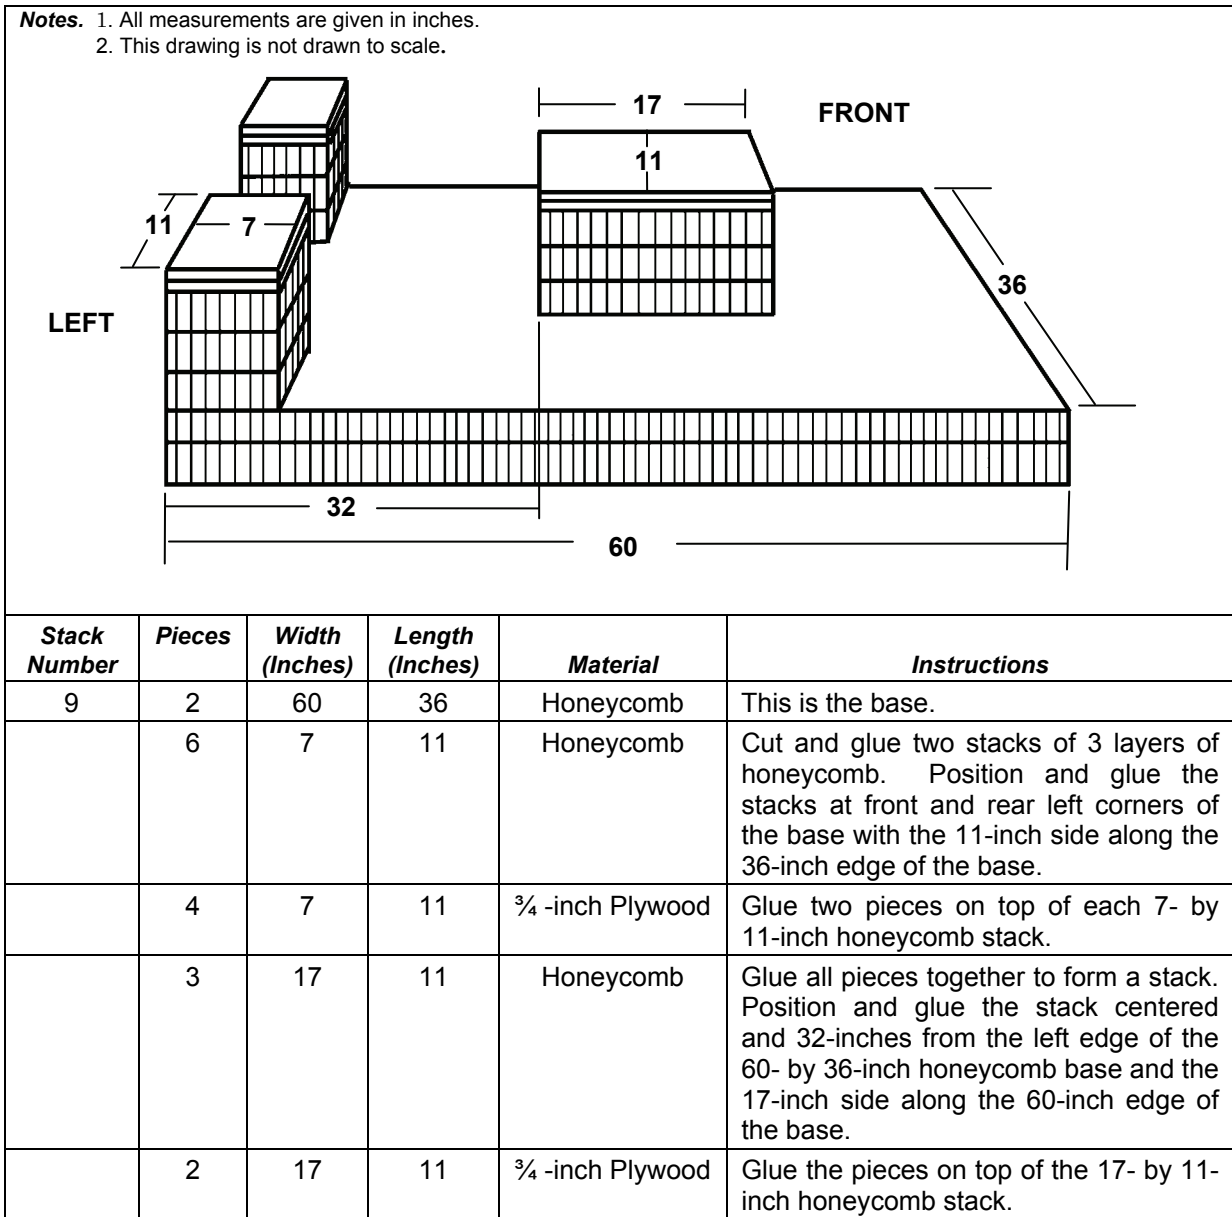 Notes. 1. All measurements are given in inches.
2. This drawing is not drawn to scale.
17
FRONT
11
11
7
36
LEFT
32
60
Stack Number Pieces Width (Inches) Length (Inches) Material Instructions
9 2 60 36 Honeycomb This is the base.
6 7 11 Honeycomb Cut and glue two stacks of 3 layers of
honeycomb. Position and glue the
stacks at front and rear left corners of
the base with the 11-inch side along the
36-inch edge of the base.
4 7 11 ¾ -inch Plywood Glue two pieces on top of each 7- by
11-inch honeycomb stack.
3 17 11 Honeycomb Glue all pieces together to form a stack.
Position and glue the stack centered
and 32-inches from the left edge of the
60- by 36-inch honeycomb base and the
17-inch side along the 60-inch edge of
the base.
2 17 11 ¾ -inch Plywood Glue the pieces on top of the 17- by 11-
inch honeycomb stack.